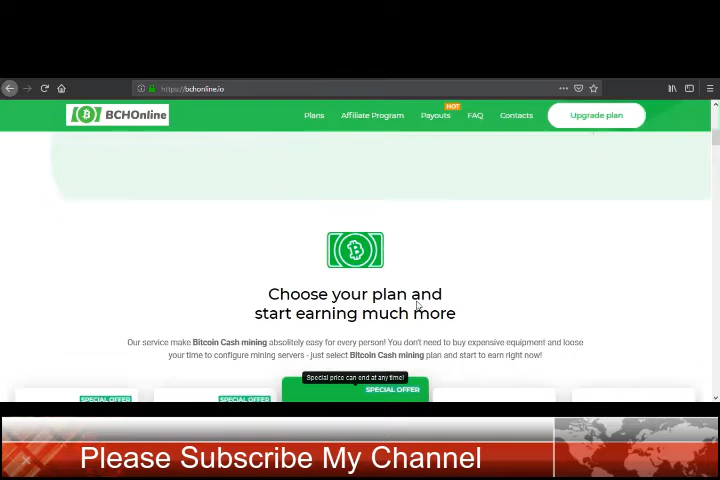 https://bchonline.io
BCHOnline
Plans
Affiliate Program
HOT
Payouts
FAQ
Contacts
Upgrade plan
Choose your plan and
start earning much more
Our service make Bitcoin Cash mining absolutely easy for every person! You don't need to buy expensive equipment and loose
your time to configure mining servers - just select Bitcoin Cash mining plan and start to earn right now!
Special price can end at any time!
SPECIAL OFFER
SPECIAL OFFER
SPECIAL OFFER
Please Subscribe My Channel